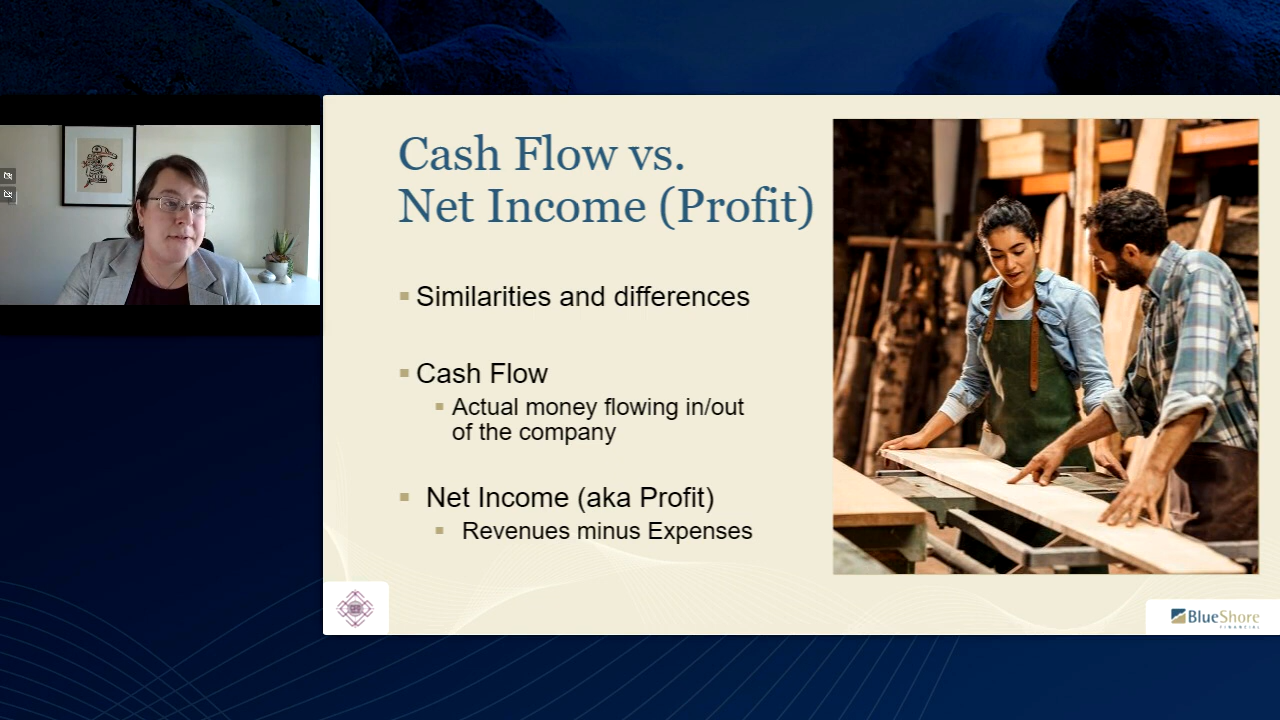 Cash Flow vs.
Net Income (Profit)
Similarities and differences
Cash Flow
Actual money flowing in/out
of the company
Net Income (aka Profit)
Revenues minus Expenses
BlueShore
FINANCIAL